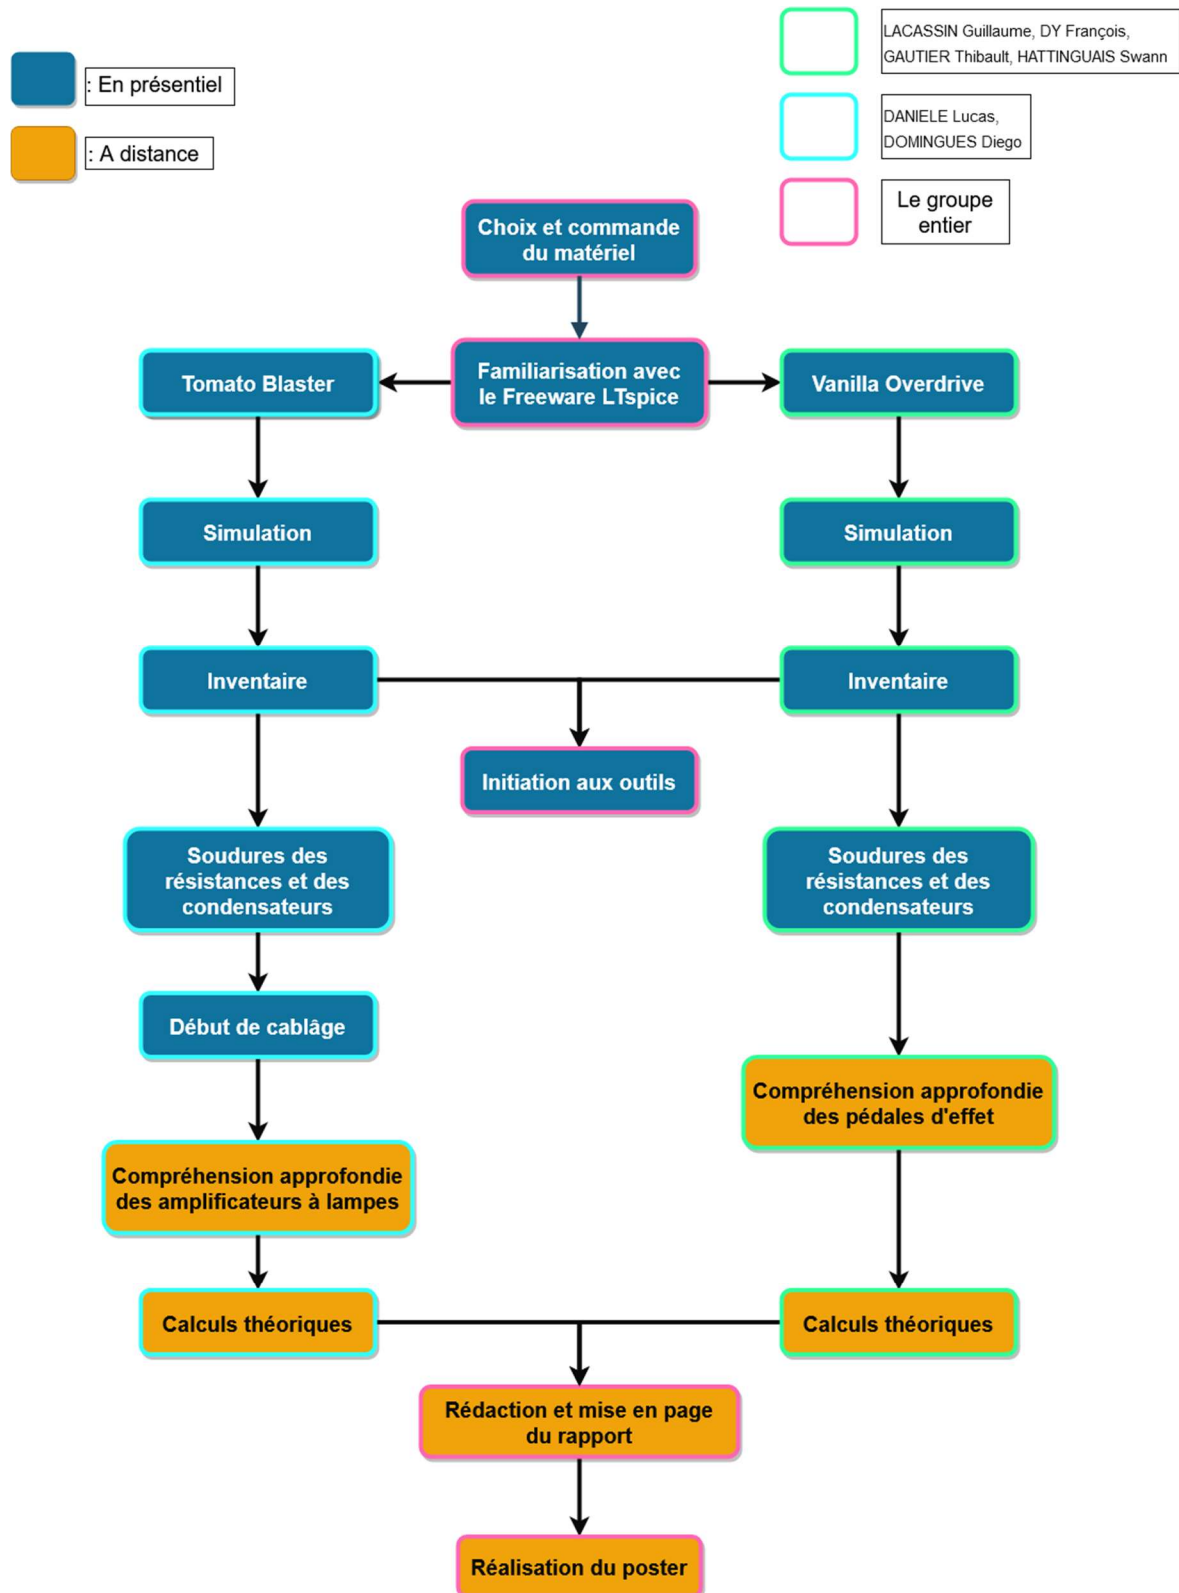 : En présentiel
: A distance
LACASSIN Guillaume, DY François,
GAUTIER Thibault, HATTINGUAIS Swann
DANIELE Lucas,
DOMINGUES Diego
Le groupe
entier
Choix et commande
du matériel
Tomato Blaster
Familiarisation avec
le Freeware LTspice
Vanilla Overdrive
Simulation
Simulation
Inventaire
Inventaire
Initiation aux outils
Soudures des
résistances et des
condensateurs
Soudures des
résistances et des
condensateurs
Début de cablâge
Compréhension approfondie
des pédales d'effet
Compréhension approfondie
des amplificateurs à lampes
Calculs théoriques
Calculs théoriques
Rédaction et mise en page
du rapport
Réalisation du poster